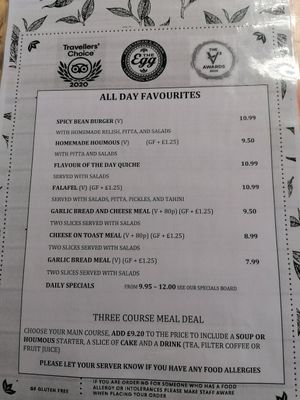 Travellers'
Choice
2020
THE
Egg
THE
V
AWARDS
ALL DAY FAVOURITES
SPICY BEAN BURGER (V) 10.99
WITH HOMEMADE RELISH, PITTA, AND SALADS
HOMEMADE HOUMOUS (V) (GF + £1.25) 9.50
WITH PITTA AND SALADS
FLAVOUR OF THE DAY QUICHE 10.99
SERVED WITH SALADS
FALAFEL (V) (GF + £1.25) 10.99
SERVED WITH SALADS, PITTA, PICKLES, AND TAHINI
GARLIC BREAD AND CHEESE MEAL (V + 80p) (GF + £1.25) 9.50
TWO SLICES SERVED WITH SALADS
CHEESE ON TOAST MEAL (V + 80p) (GF + £1.25) 8.99
TWO SLICES SERVED WITH SALADS
GARLIC BREAD MEAL (V) (GF + £1.25) 7.99
TWO SLICES SERVED WITH SALADS
DAILY SPECIALS FROM 9.95 – 12.00 SEE OUR SPECIALS BOARD
THREE COURSE MEAL DEAL
CHOOSE YOUR MAIN COURSE, ADD £9.20 TO THE PRICE TO INCLUDE A SOUP OR
HOUMOUS STARTER, A SLICE OF CAKE AND A DRINK (TEA, FILTER COFFEE OR
FRUIT JUICE)
PLEASE LET YOUR SERVER KNOW IF YOU HAVE ANY FOOD ALLERGIES
GF GLUTEN FREE
IF YOU ARE ORDERING FOR SOMEONE WHO HAS A FOOD
ALLERGY OR INTOLERANCES PLEASE MAKE STAFF AWARE
WHEN PLACING YOUR ORDER